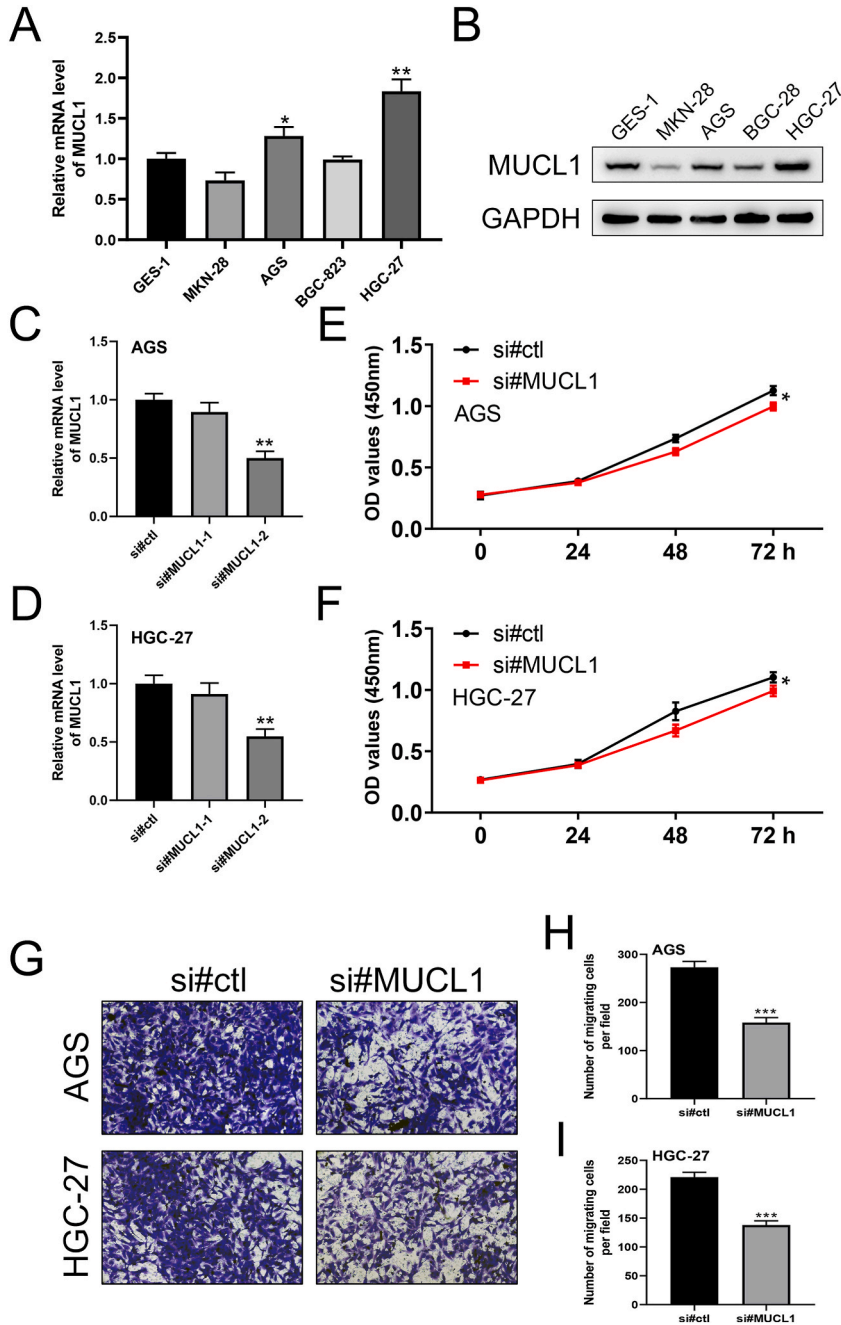 A
Relative mRNA level
of MUCL1
2.5
2.0
1.5
1.0
0.5
0.0
*
**
GES-1
MKN-28
AGS
BGC-823
HGC-27
B
GES-1
MKN-28
AGS
BGC-28
HGC-27
MUCL1
GAPDH
C
AGS
Relative mRNA level
of MUCL1
1.5
1.0
0.5
0.0
**
si#ctl
si#MUCL1-1
si#MUCL1-2
D
HGC-27
Relative mRNA level
of MUCL1
1.5
1.0
0.5
0.0
**
si#ctl
si#MUCL1-1
si#MUCL1-2
E
OD values (450nm)
1.5
1.0
0.5
0.0
si#ctl
si#MUCL1
AGS
*
0 24 48 72 h
F
OD values (450nm)
1.5
1.0
0.5
0.0
si#ctl
si#MUCL1
HGC-27
*
0 24 48 72 h
G
si#ctl si#MUCL1
AGS
HGC-27
H
AGS
Number of migrating cells
per field
300
200
150
100
0
***
si#ctl si#MUCL1
I
HGC-27
Number of migrating cells
per field
250
200
150
100
50
0
***
si#ctl si#MUCL1